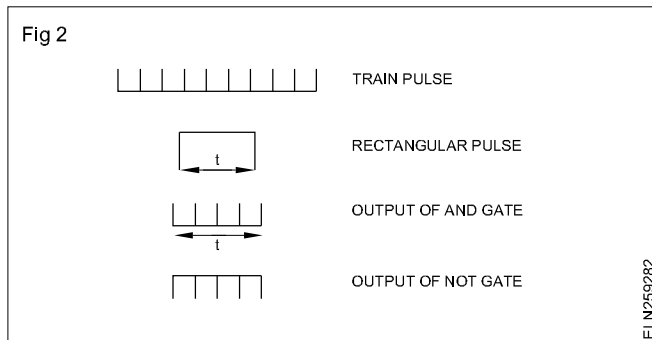 Fig 2
TRAIN PULSE
RECTANGULAR PULSE
t
OUTPUT OF AND GATE
t
OUTPUT OF NOT GATE
ELN259282